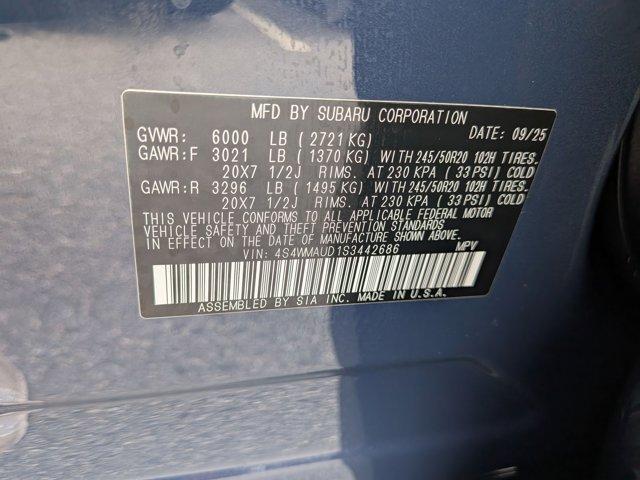 MFD BY SUBARU CORPORATION
GVWR: 6000 LB ( 2721 KG) DATE: 09/25
GAWR:F 3021 LB ( 1370 KG) WITH 245/50R20 102H TIRES.
20X7 1/2J RIMS. AT 230 KPA ( 33 PSI) COLD
GAWR:R 3296 LB ( 1495 KG) WITH 245/50R20 102H TIRES.
20X7 1/2J RIMS. AT 230 KPA ( 33 PSI) COLD
THIS VEHICLE CONFORMS TO ALL APPLICABLE FEDERAL MOTOR
VEHICLE SAFETY AND THEFT PREVENTION STANDARDS
IN EFFECT ON THE DATE OF MANUFACTURE SHOWN ABOVE.
VIN: 4S4WMAUD1S3442686 MPV
ASSEMBLED BY SIA INC. MADE IN U.S.A.